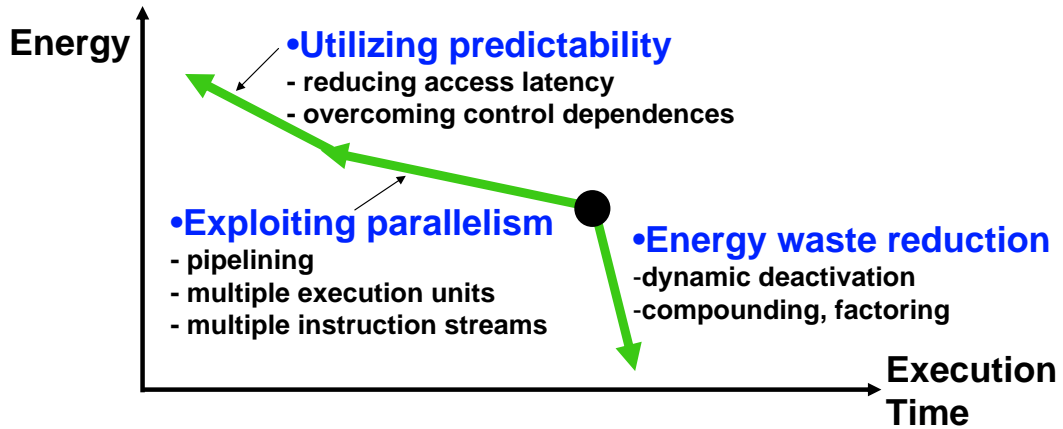 Energy
•Utilizing predictability
- reducing access latency
- overcoming control dependences
•Exploiting parallelism
- pipelining
- multiple execution units
- multiple instruction streams
•Energy waste reduction
-dynamic deactivation
-compounding, factoring
Execution
Time